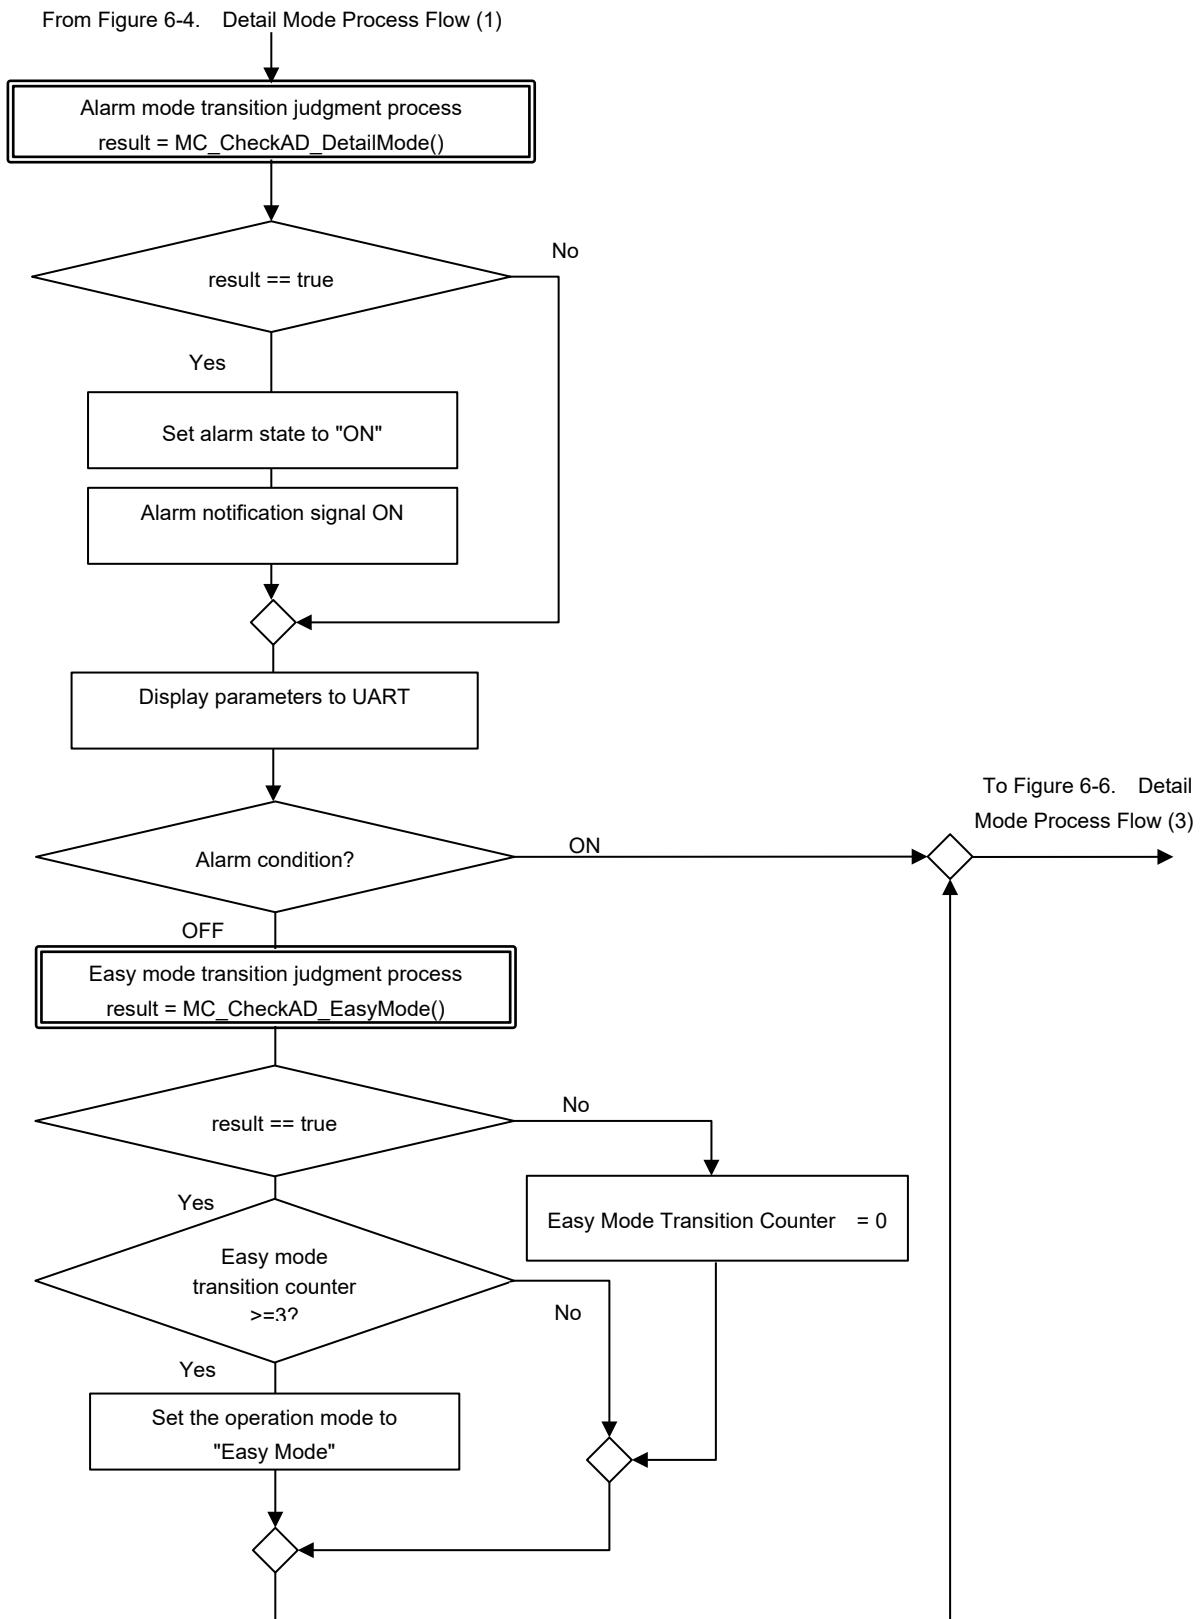 From Figure 6-4. Detail Mode Process Flow (1)
Alarm mode transition judgment process
result = MC_CheckAD_DetailMode()
No
result == true
Yes
Set alarm state to "ON"
Alarm notification signal ON
Display parameters to UART
To Figure 6-6. Detail
Mode Process Flow (3)
ON
Alarm condition?
OFF
Easy mode transition judgment process
result = MC_CheckAD_EasyMode()
No
result == true
Yes
Easy Mode Transition Counter = 0
Easy mode
transition counter
>=3?
No
Yes
Set the operation mode to
"Easy Mode"